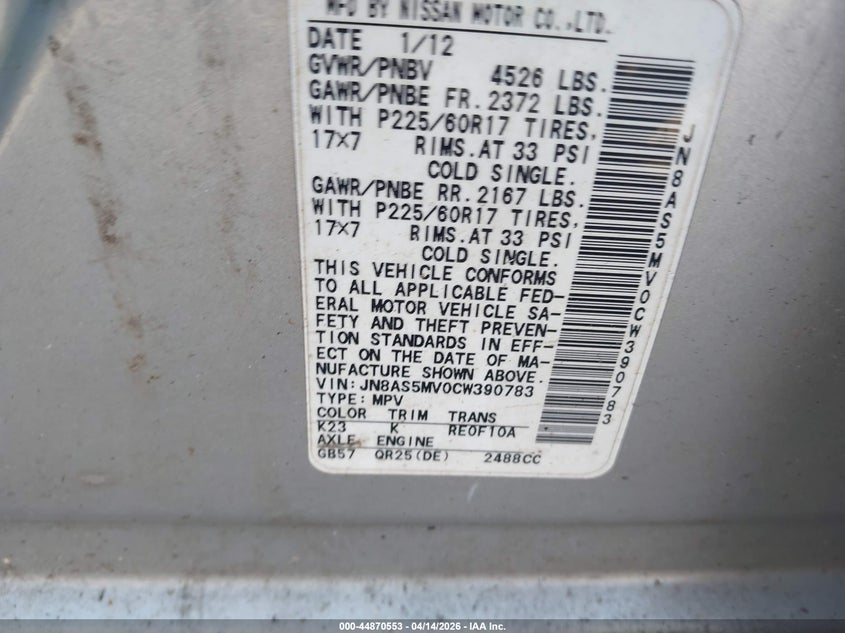 MFD BY NISSAN MOTOR CO.,LTD.
DATE 1/12
GVWR/PNBV 4526 LBS.
GAWR/PNBE FR. 2372 LBS.
WITH P225/60R17 TIRES,
17X7 RIMS. AT 33 PSI
COLD SINGLE.
GAWR/PNBE RR. 2167 LBS.
WITH P225/60R17 TIRES,
17X7 RIMS. AT 33 PSI
COLD SINGLE.
THIS VEHICLE CONFORMS
TO ALL APPLICABLE FED-
ERAL MOTOR VEHICLE SA-
FETY AND THEFT PREVEN-
TION STANDARDS IN EFF-
ECT ON THE DATE OF MA-
NUFACTURE SHOWN ABOVE.
VIN: JN8AS5MV0CW390783
TYPE: MPV
COLOR TRIM TRANS
K23 K RE0F10A
AXLE ENGINE
GB57 QR25(DE) 2488CC
JN8AS5MV0CW390783
000-44870553 - 04/14/2026 - IAA Inc.